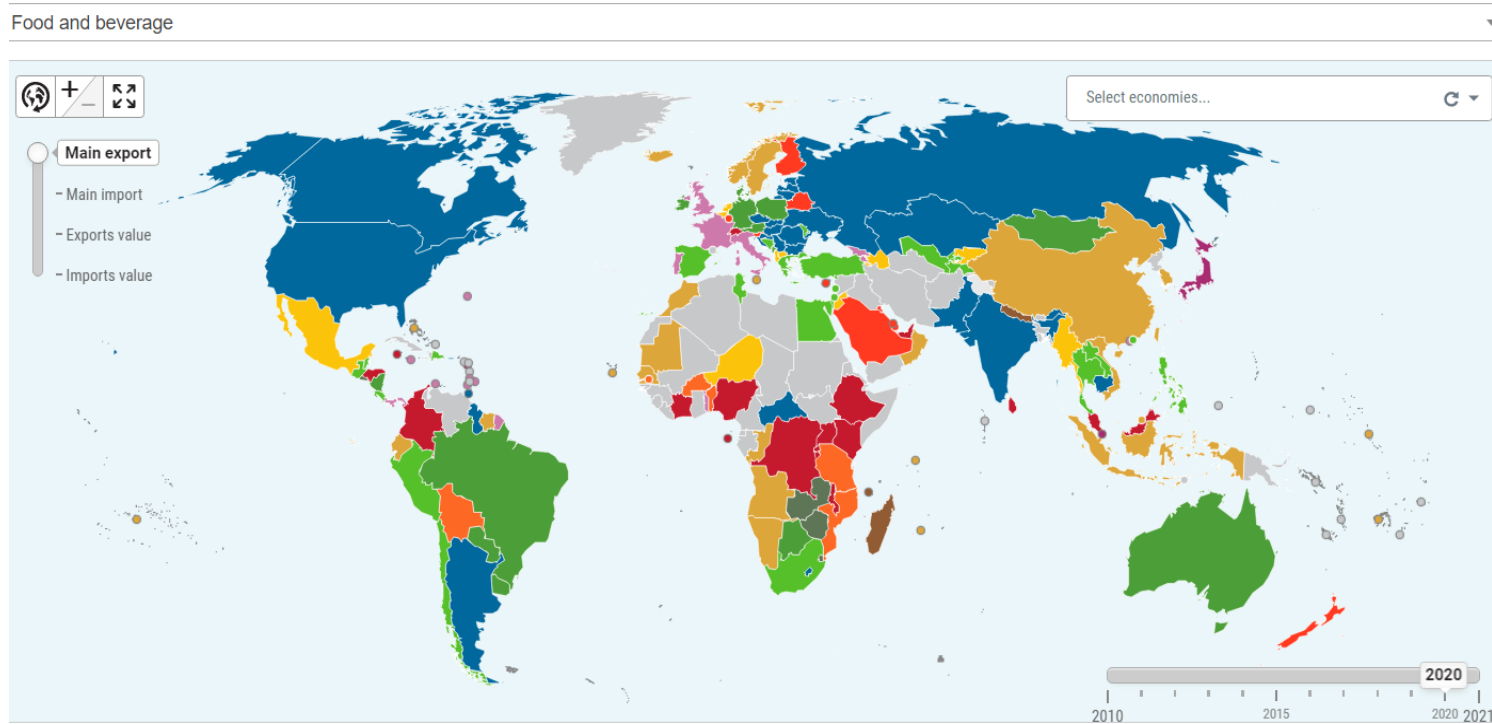 Food and beverage
Select economies...
Main export
Main import
Exports value
Imports value
2020
2010
2015
2020
2021